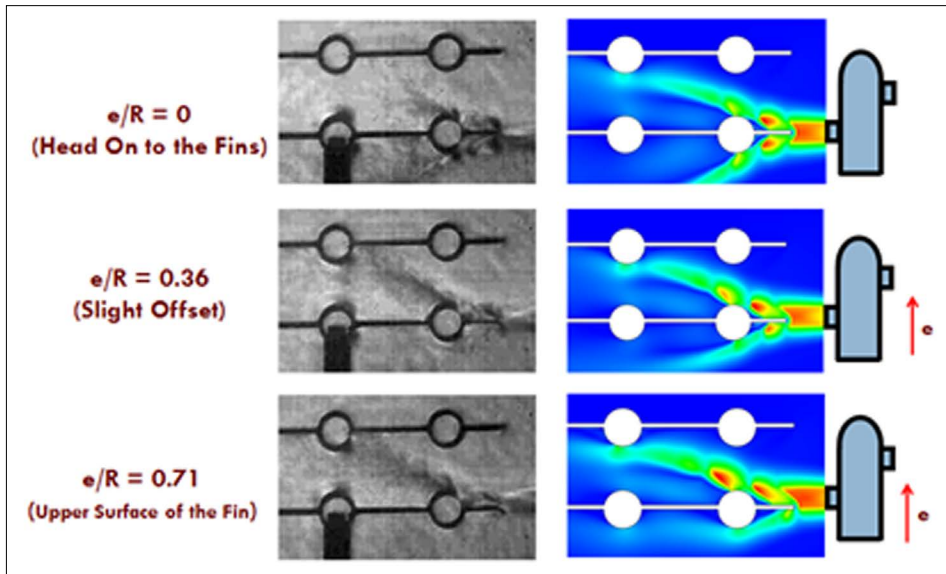 e/R = 0
(Head On to the Fins)
e/R = 0.36
(Slight Offset)
e
e/R = 0.71
(Upper Surface of the Fin)
e